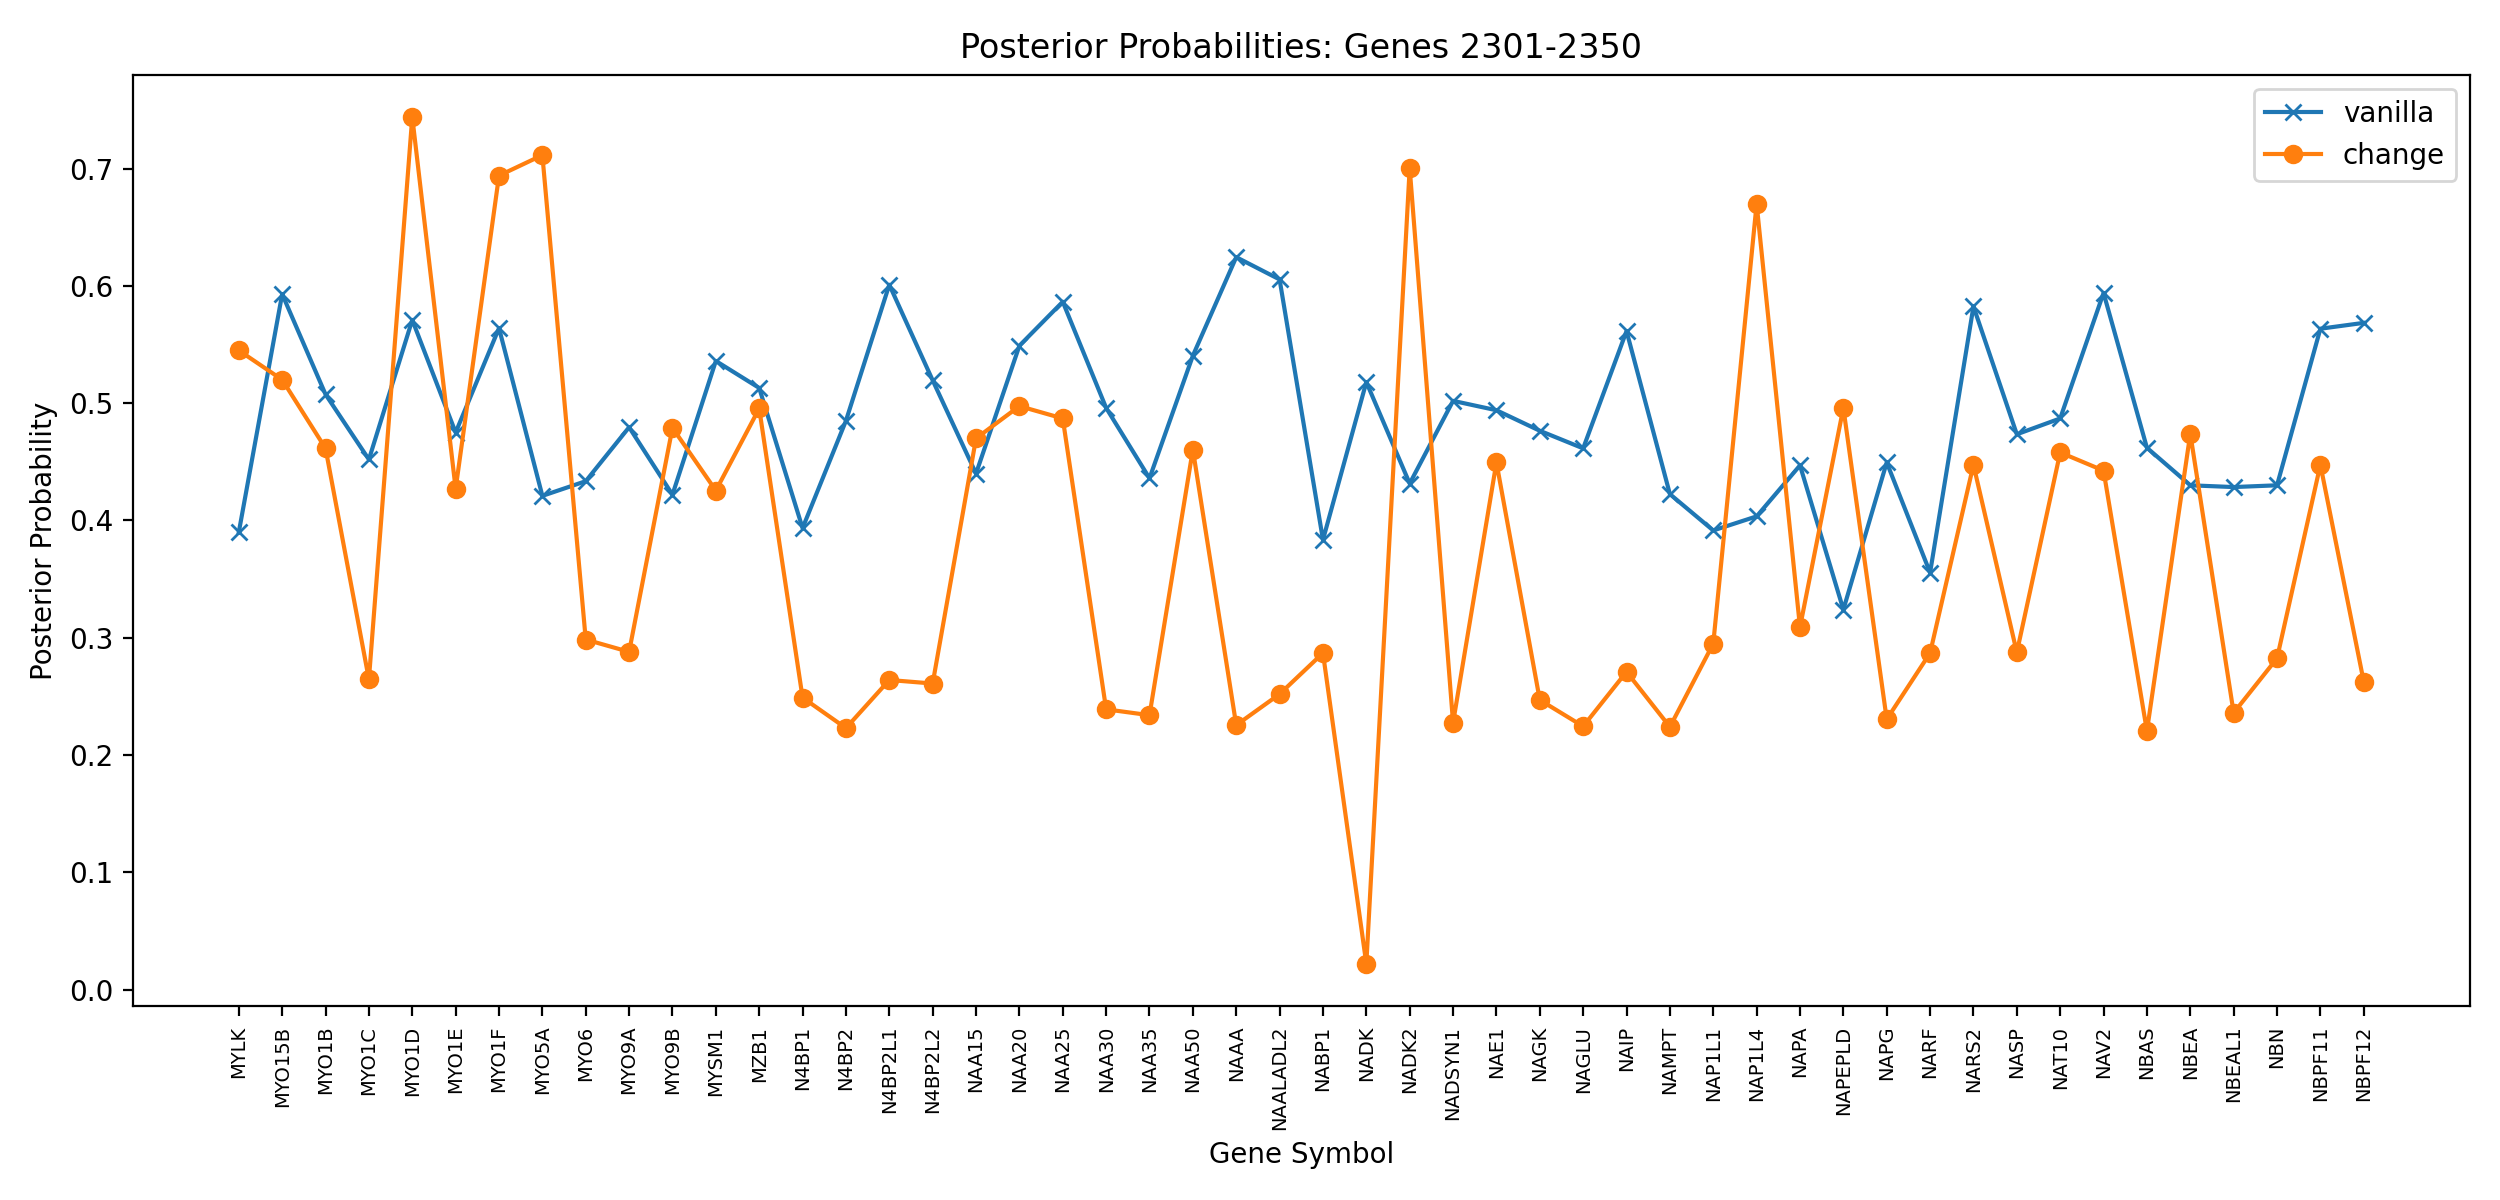 Posterior Probabilities: Genes 2301-2350
vanilla
change
Posterior Probability
0.7
0.6
0.5
0.4
0.3
0.2
0.1
0.0
MYLK
MYO15B
MYO1B
MYO1C
MYO1D
MYO1E
MYO1F
MYO5A
MYO6
MYO9A
MYO9B
MYSM1
MZB1
N4BP1
N4BP2
N4BP2L1
N4BP2L2
NAA15
NAA20
NAA25
NAA30
NAA35
NAA50
NAAA
NAALADL2
NABP1
NADK
NADK2
NADSYN1
NAE1
NAGK
NAGLU
NAIP
NAMPT
NAP1L1
NAP1L4
NAPA
NAPEPLD
NAPG
NARF
NARS2
NASP
NAT10
NAV2
NBAS
NBEA
NBEAL1
NBN
NBPF11
NBPF12
Gene Symbol